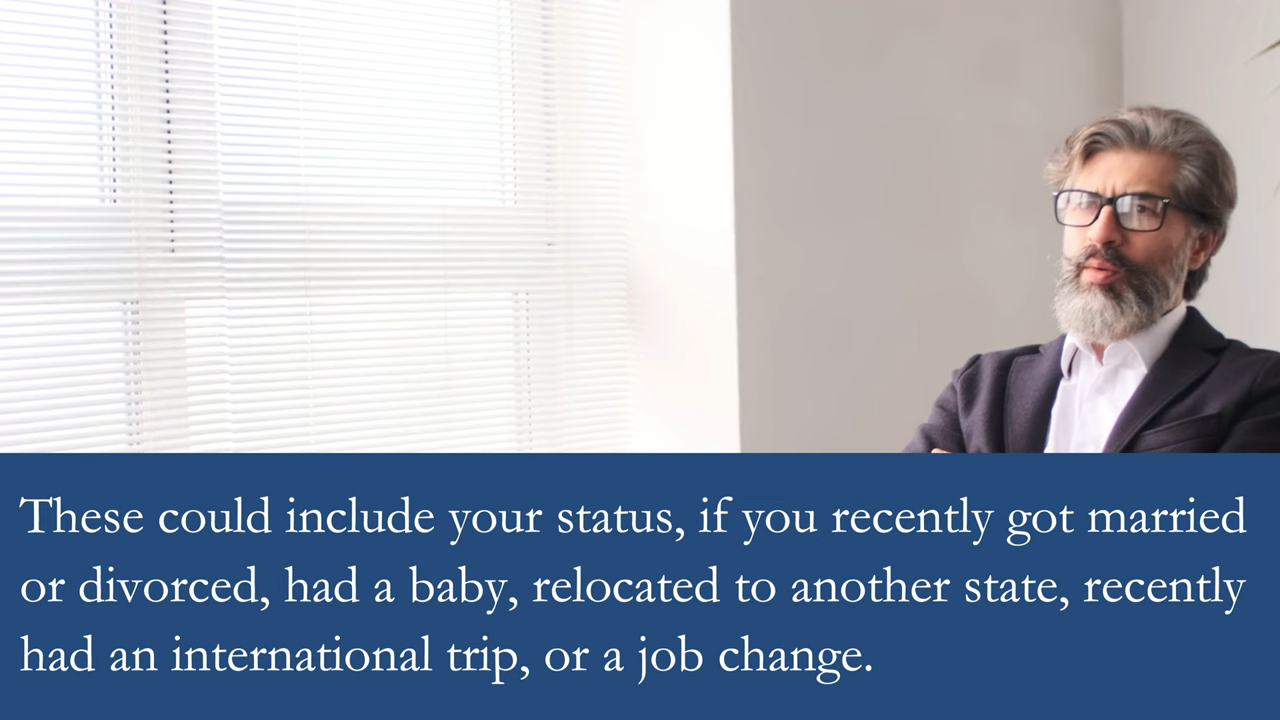 These could include your status, if you recently got married
or divorced, had a baby, relocated to another state, recently
had an international trip, or a job change.